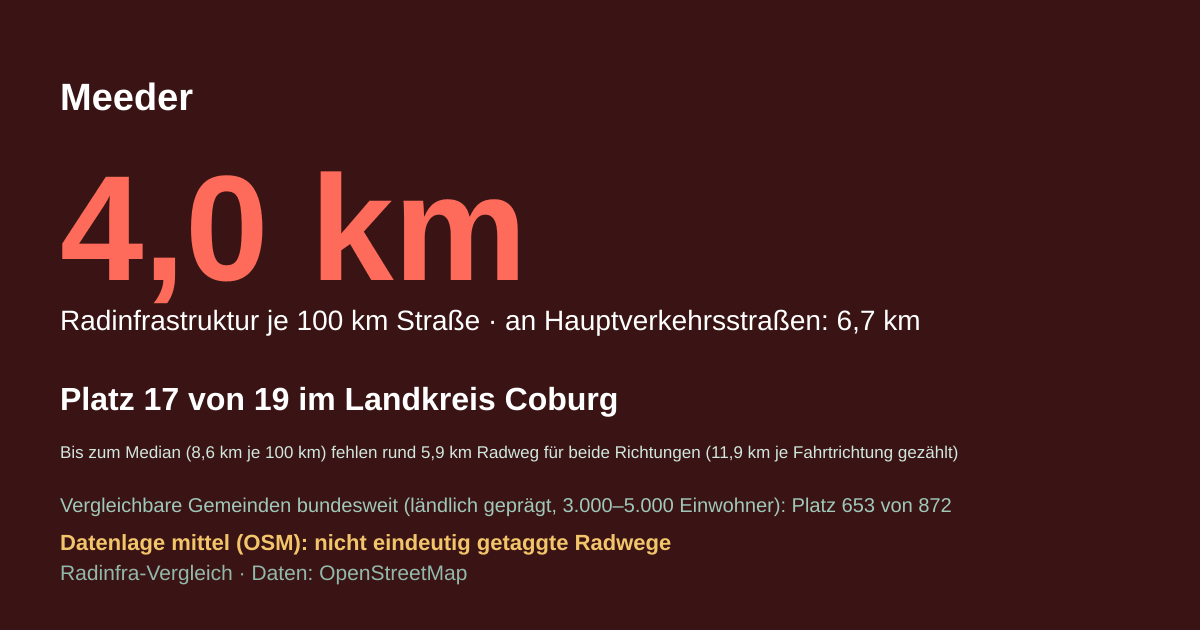 Meeder
4,0 km
Radinfrastruktur je 100 km Straße · an Hauptverkehrsstraßen: 6,7 km
Platz 17 von 19 im Landkreis Coburg
Bis zum Median (8,6 km je 100 km) fehlen rund 5,9 km Radweg für beide Richtungen (11,9 km je Fahrtrichtung gezählt)
Vergleichbare Gemeinden bundesweit (ländlich geprägt, 3.000–5.000 Einwohner): Platz 653 von 872
Datenlage mittel (OSM): nicht eindeutig getaggte Radwege
Radinfra-Vergleich · Daten: OpenStreetMap